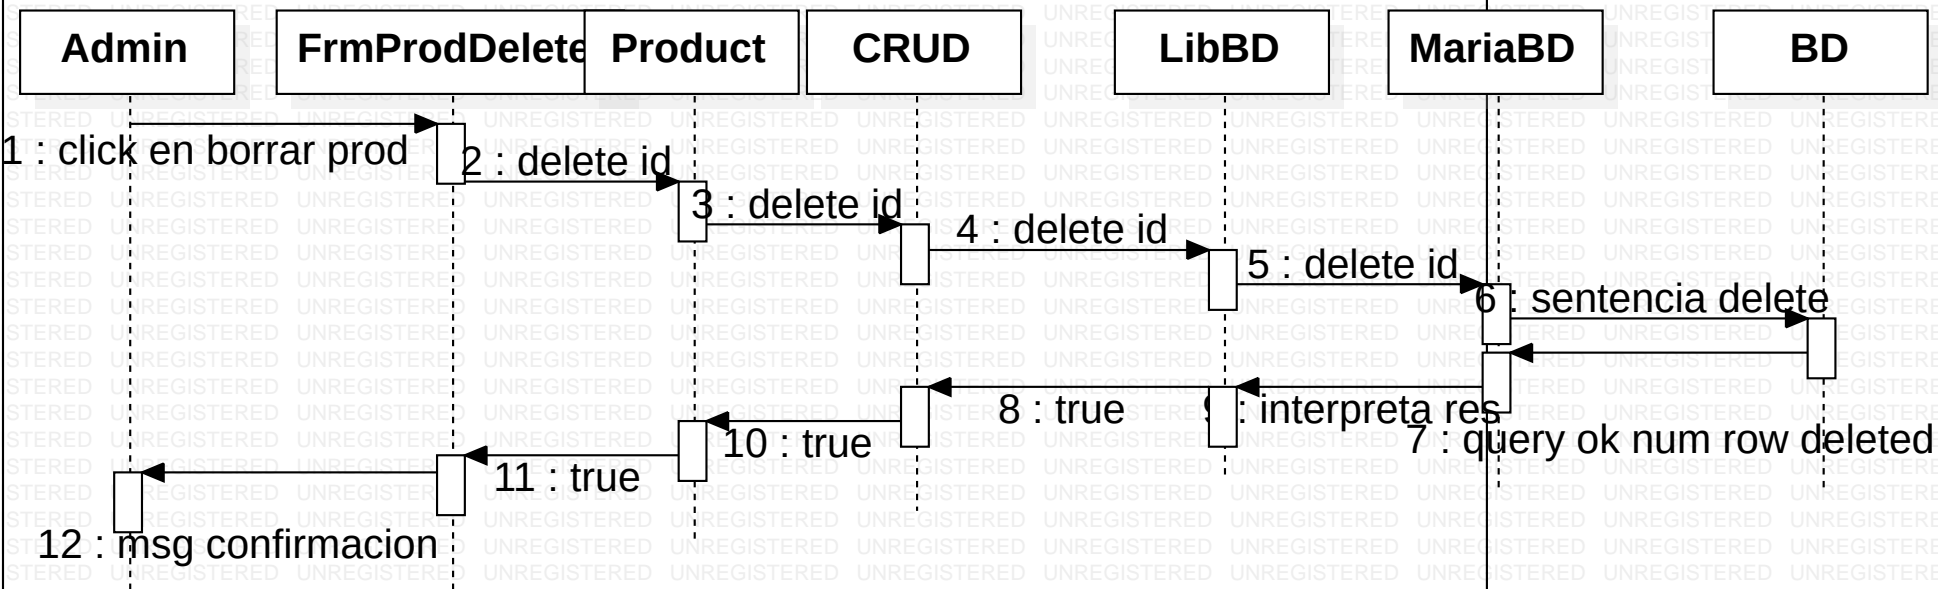 Admin
FrmProdDelete
Product
CRUD
LibBD
MariaBD
BD
1 : click en borrar prod
2 : delete id
3 : delete id
4 : delete id
5 : delete id
6 : sentencia delete
8 : true
9 : interpreta res
7 : query ok num row deleted
10 : true
11 : true
12 : msg confirmacion
UNREGISTERED